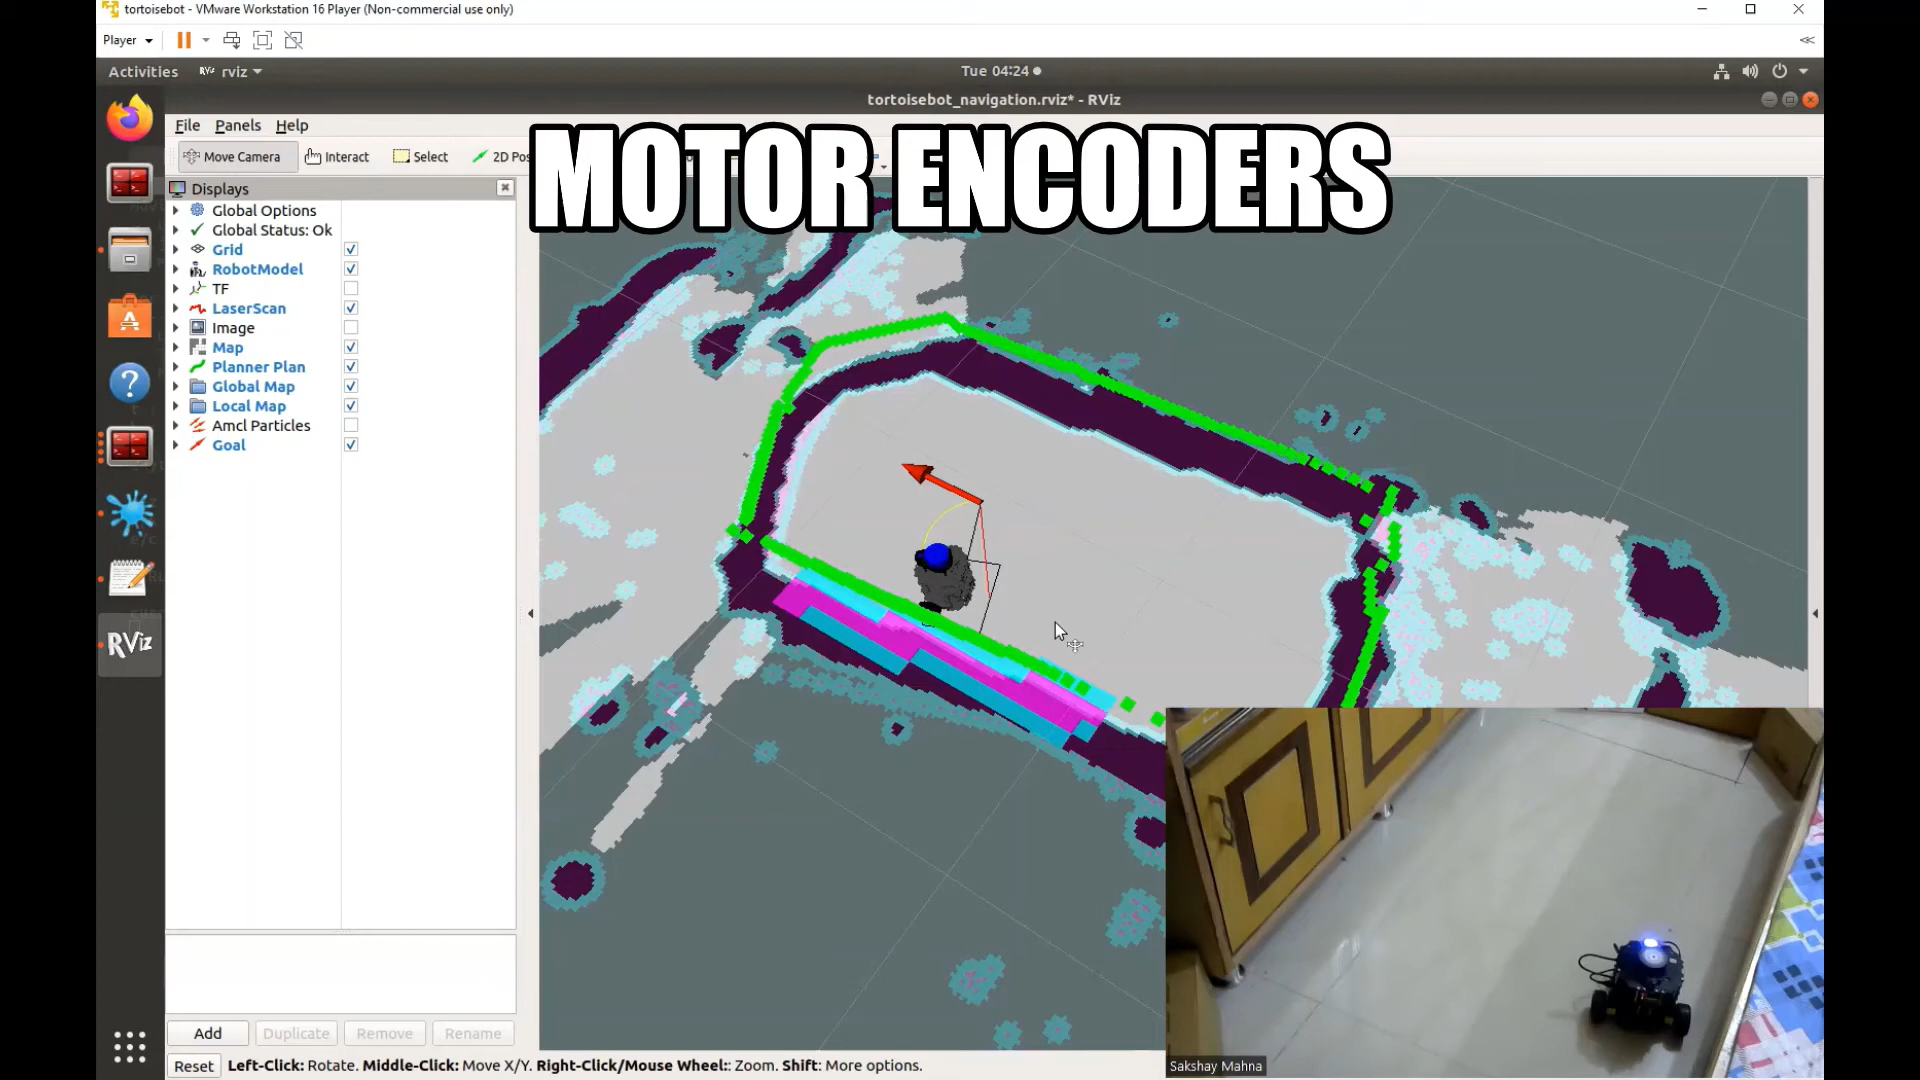 tortoisebot - VMware Workstation 16 Player (Non-commercial use only)
Player
Activities
RViz rviz
Tue 04:24
tortoisebot_navigation.rviz* - RViz
File Panels Help
Move Camera Interact Select 2D Pos
MOTOR ENCODERS
Displays
Global Options
Global Status: Ok
Grid
RobotModel
TF
LaserScan
Image
Map
Planner Plan
Global Map
Local Map
Amcl Particles
Goal
RViz
Add Duplicate Remove Rename
Reset Left-Click: Rotate. Middle-Click: Move X/Y. Right-Click/Mouse Wheel:: Zoom. Shift: More options.
Sakshay Mahna